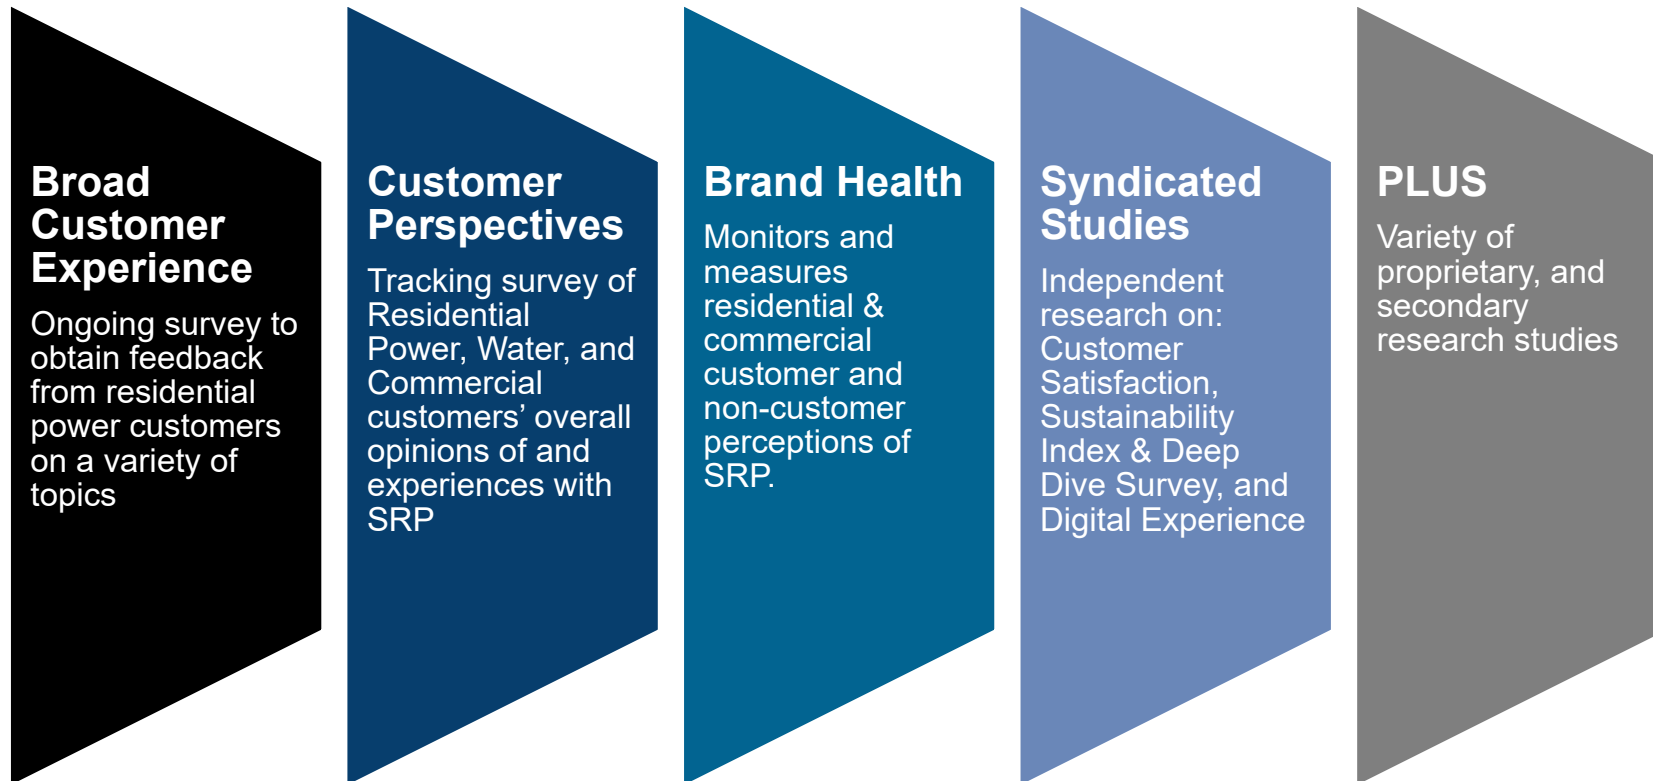 Broad
Customer
Experience
Ongoing survey to
obtain feedback
from residential
power customers
on a variety of
topics
Customer
Perspectives
Tracking survey of
Residential
Power, Water, and
Commercial
customers’ overall
opinions of and
experiences with
SRP
Brand Health
Monitors and
measures
residential &
commercial
customer and
non-customer
perceptions of
SRP.
Syndicated
Studies
Independent
research on:
Customer
Satisfaction,
Sustainability
Index & Deep
Dive Survey, and
Digital Experience
PLUS
Variety of
proprietary, and
secondary
research studies